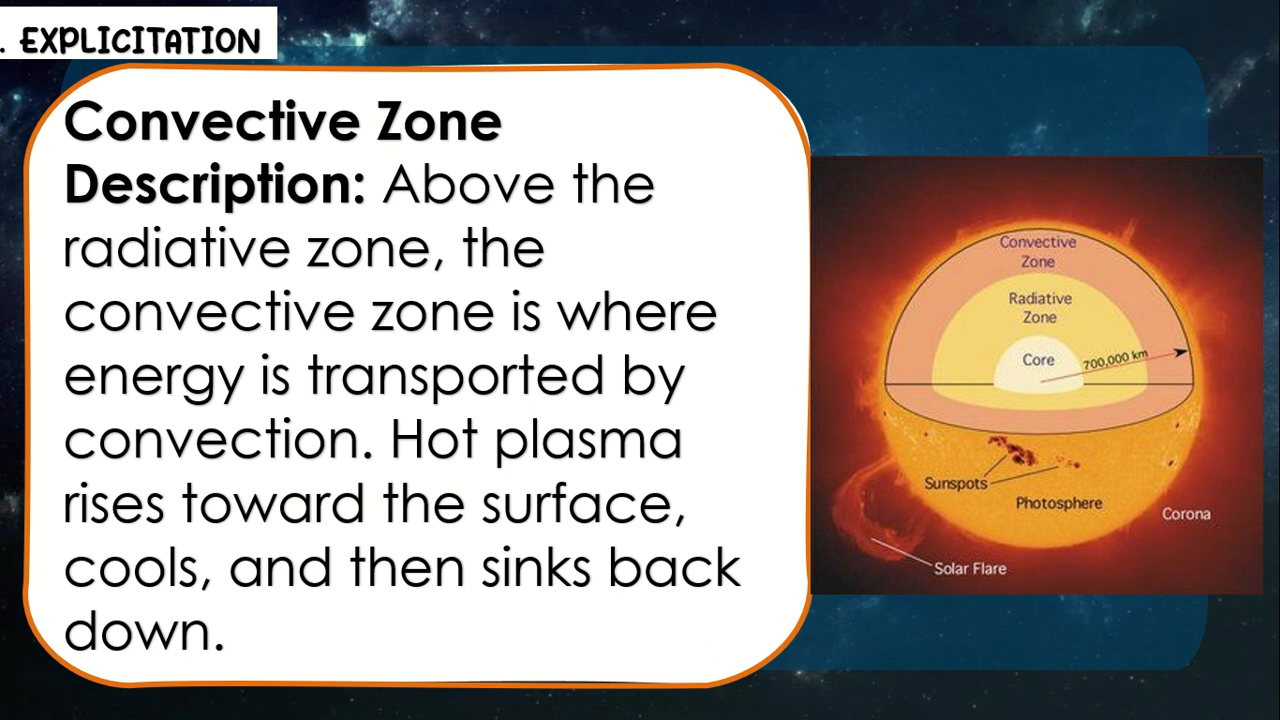 . EXPLICITATION
Convective Zone
Description: Above the
radiative zone, the
convective zone is where
energy is transported by
convection. Hot plasma
rises toward the surface,
cools, and then sinks back
down.
Convective
Zone
Radiative
Zone
Core
700,000 km
Sunspots
Photosphere
Corona
Solar Flare